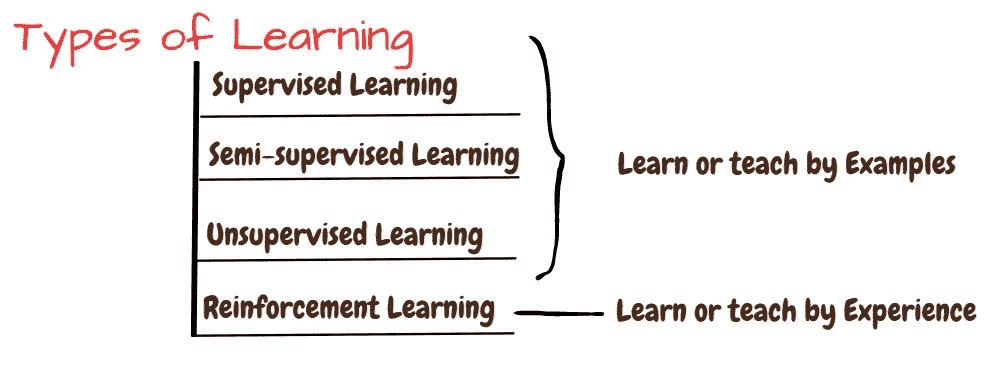 Types of Learning
Supervised Learning
Semi-supervised Learning
Learn or teach by Examples
Unsupervised Learning
Reinforcement Learning
Learn or teach by Experience